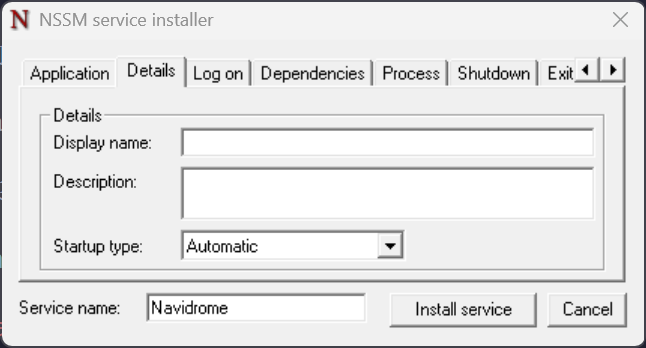 N NSSM service installer
Application Details Log on Dependencies Process Shutdown Exit
Details
Display name:
Description:
Startup type: Automatic
Service name: Navidrome Install service Cancel